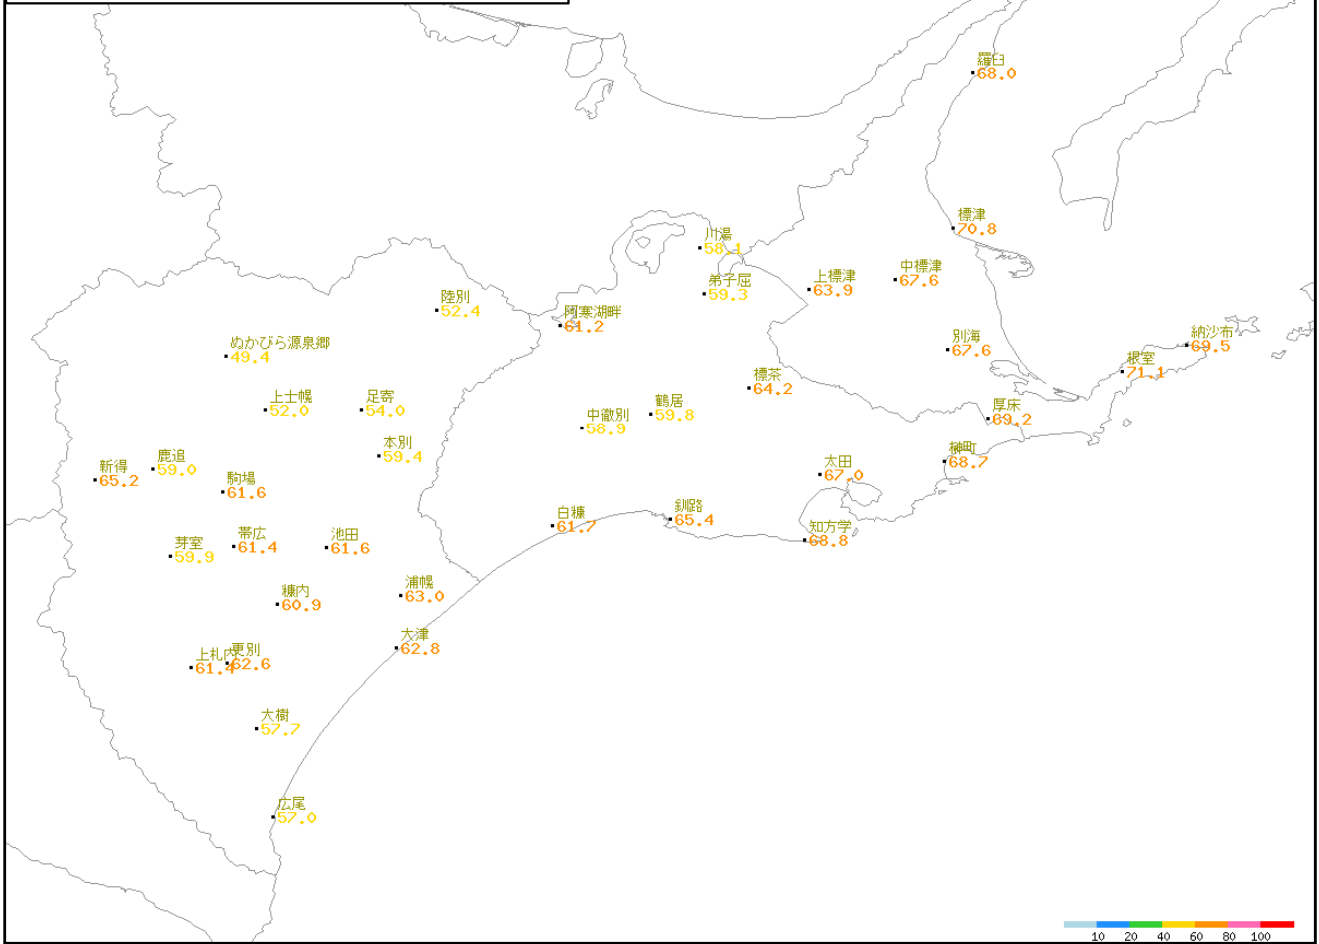 羅臼
68.0
標津
70.8
川湯
58.1
弟子屈
59.3
上標津
63.9
中標津
67.6
陸別
52.4
阿寒湖畔
61.2
ぬかびら源泉郷
49.4
別海
67.6
納沙布
69.5
根室
71.1
標茶
64.2
上士幌
52.0
足寄
54.0
鶴居
59.8
中徹別
58.9
厚床
69.2
本別
59.4
榊町
68.7
鹿追
59.0
新得
65.2
太田
67.0
駒場
61.6
白糠
61.7
釧路
65.4
知方学
68.8
帯広
61.4
池田
61.6
芽室
59.9
浦幌
63.0
糠内
60.9
大津
62.8
更別
62.6
上札内
61.4
大樹
57.7
広尾
57.0
10 20 40 60 80 100